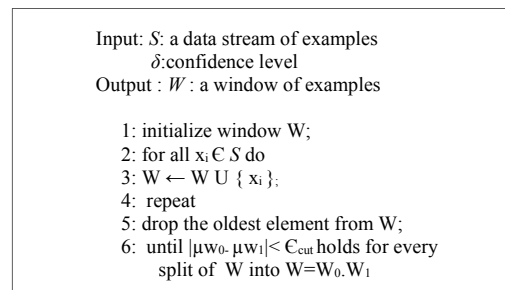 Input: S: a data stream of examples
δ:confidence level
Output : W : a window of examples
1: initialize window W;
2: for all xi Є S do
3: W ← W U { xi };
4: repeat
5: drop the oldest element from W;
6: until |μw0- μw1|< Єcut holds for every
split of W into W=W0.W1